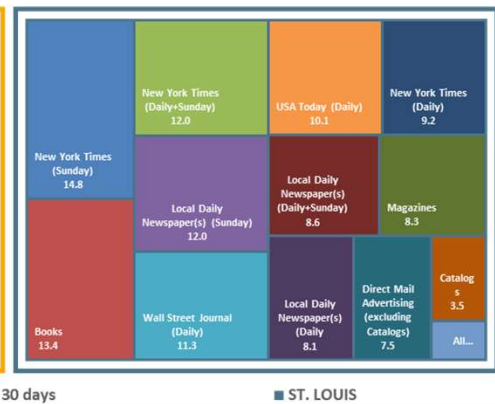 New York Times
(Sunday)
14.8
Books
13.4
New York Times
(Daily+Sunday)
12.0
Local Daily
Newspaper(s) (Sunday)
12.0
Wall Street Journal
(Daily)
11.3
USA Today (Daily)
10.1
New York Times
(Daily)
9.2
Local Daily
Newspaper(s)
(Daily+Sunday)
8.6
Magazines
8.3
Local Daily
Newspaper(s)
(Daily
8.1
Direct Mail
Advertising
(excluding
Catalogs)
7.5
Catalog
s
3.5
All...
30 days
ST. LOUIS